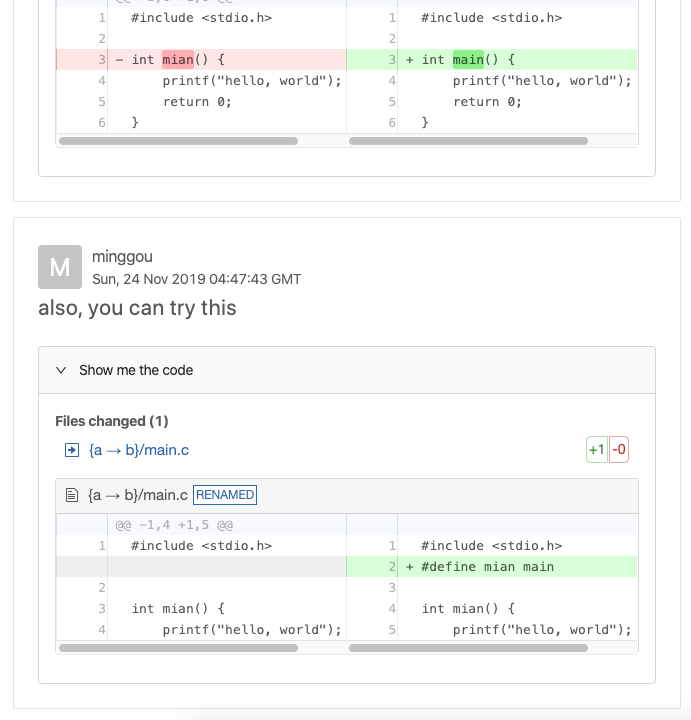 1 #include <stdio.h> 1 #include <stdio.h>
2 2
3 - int mian() { 3 + int main() {
4 printf("hello, world"); 4 printf("hello, world");
5 return 0; 5 return 0;
6 } 6 }
M
minggou
Sun, 24 Nov 2019 04:47:43 GMT
also, you can try this
Show me the code
Files changed (1)
{a → b}/main.c +1 -0
{a → b}/main.c RENAMED
@@ -1,4 +1,5 @@
1 #include <stdio.h> 1 #include <stdio.h>
2 + #define mian main
2 3
3 int mian() { 4 int mian() {
4 printf("hello, world"); 5 printf("hello, world");